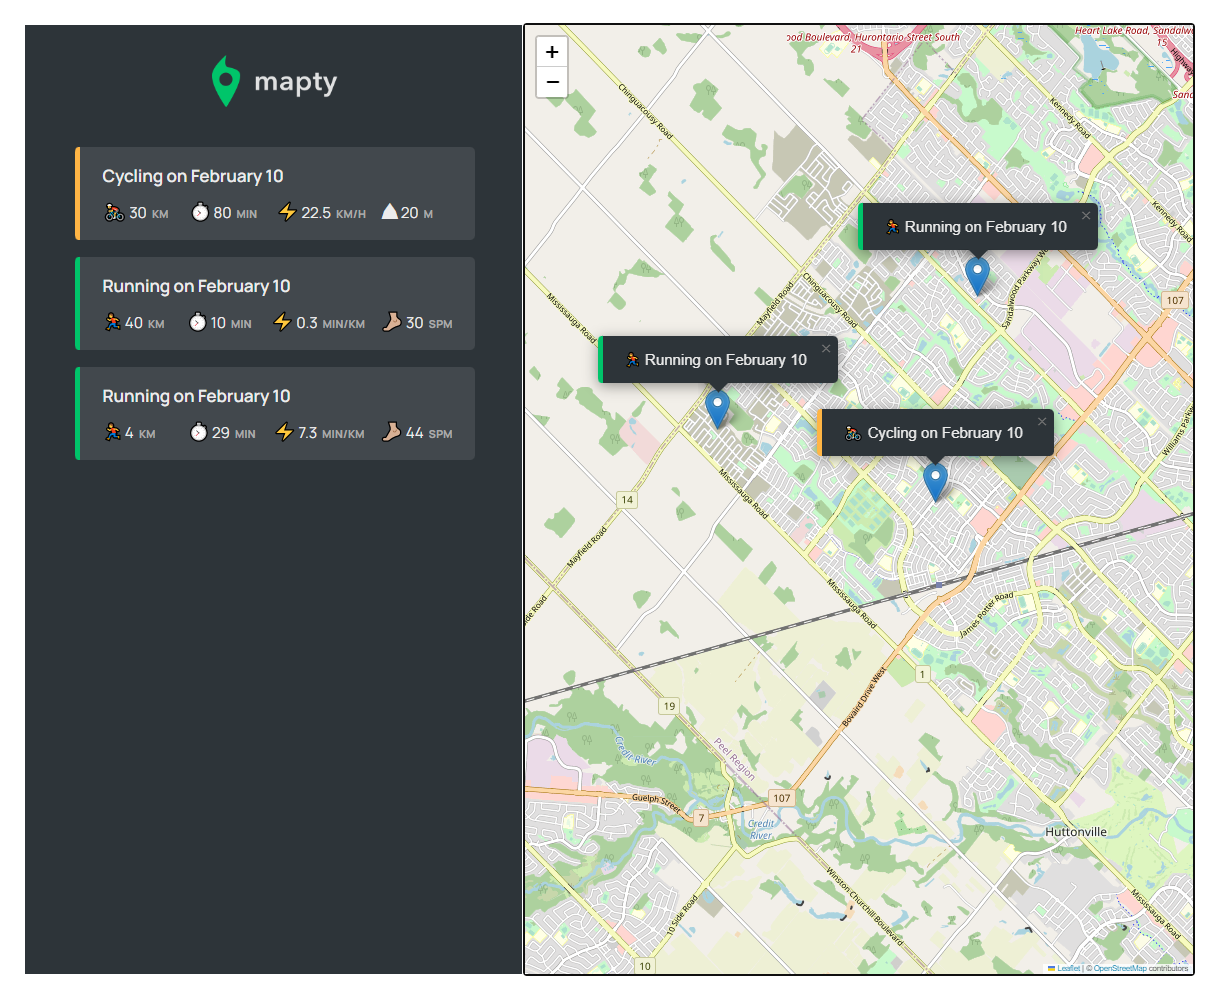 mapty
Cycling on February 10
30 KM 80 MIN 22.5 KM/H 20 M
Running on February 10
40 KM 10 MIN 0.3 MIN/KM 30 SPM
Running on February 10
4 KM 29 MIN 7.3 MIN/KM 44 SPM
+
−
ood Boulevard, Hurontario Street South
21
Heart Lake Road, Sandalw
15
Highway
Sand
Kennedy Road
Chinguacousy Road
Kennedy Road
Running on February 10 ×
Sandalwood Parkway We
107
Mississauga Road
Mayfield Road
Chinguacousy Road
Running on February 10 ×
Cycling on February 10 ×
Williams Parkw
Mississauga Road
14
Mayfield Road
Mississauga Road
ide Road
James Potter Road
1
Bovaird Drive West
19
Credit River
Peel Region
Guelph Street
107
7
Credit
River
Huttonville
Winston Churchill Boulevard
Mississauga Road
10 Side Road
10
Leaflet | © OpenStreetMap contributors